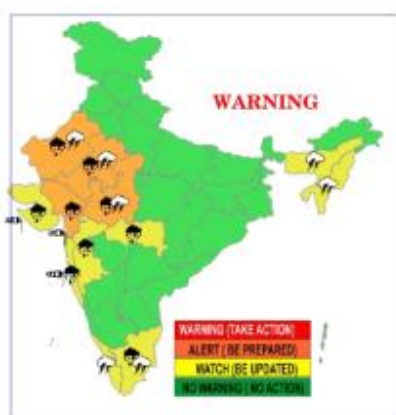 WARNING
WARNING (TAKE ACTION)
ALERT ( BE PREPARED)
WATCH (BE UPDATED)
NO WARNING ( NO ACTION)